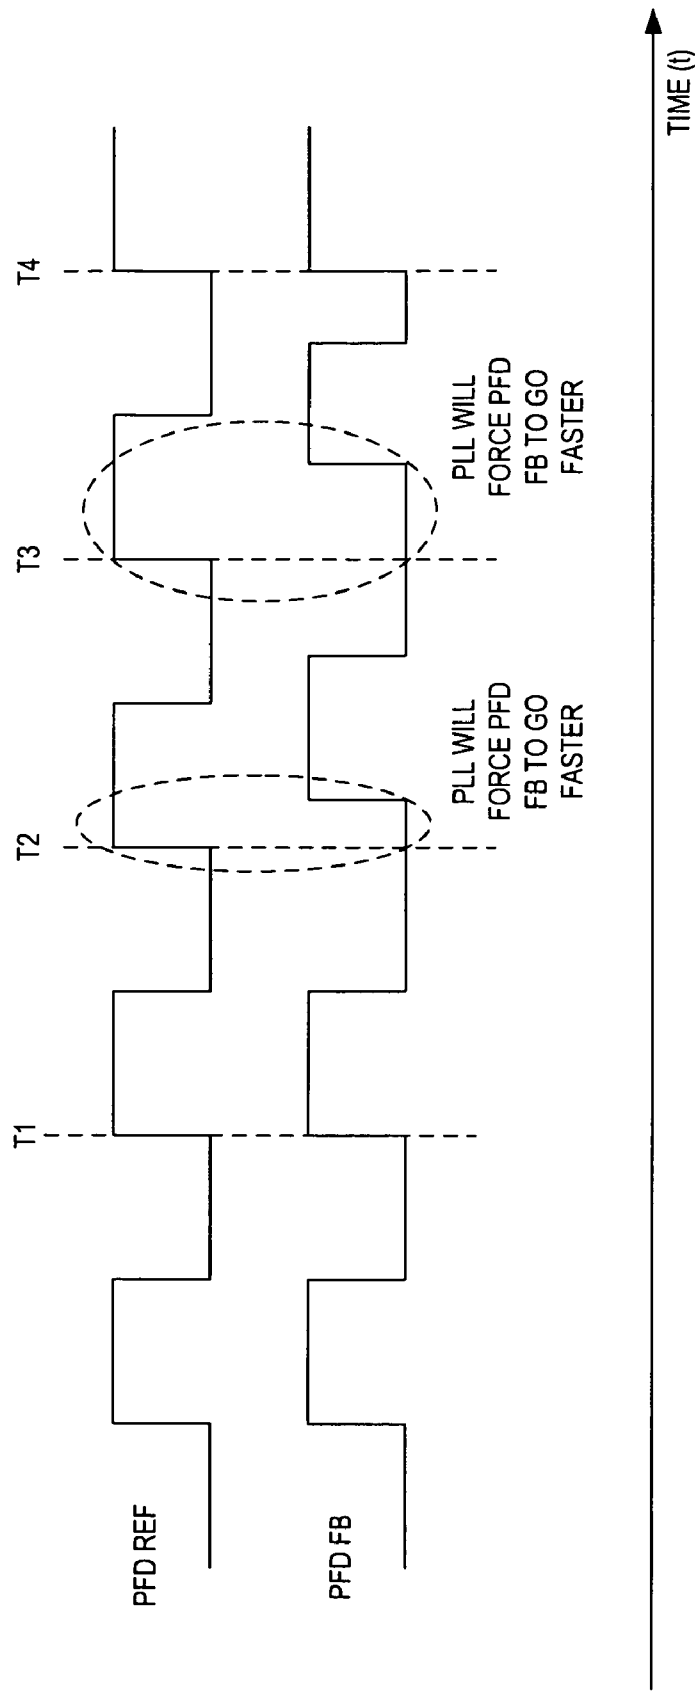 T1
T2
T3
T4
PFD REF
PFD FB
PLL WILL
FORCE PFD
FB TO GO
FASTER
PLL WILL
FORCE PFD
FB TO GO
FASTER
TIME (t)